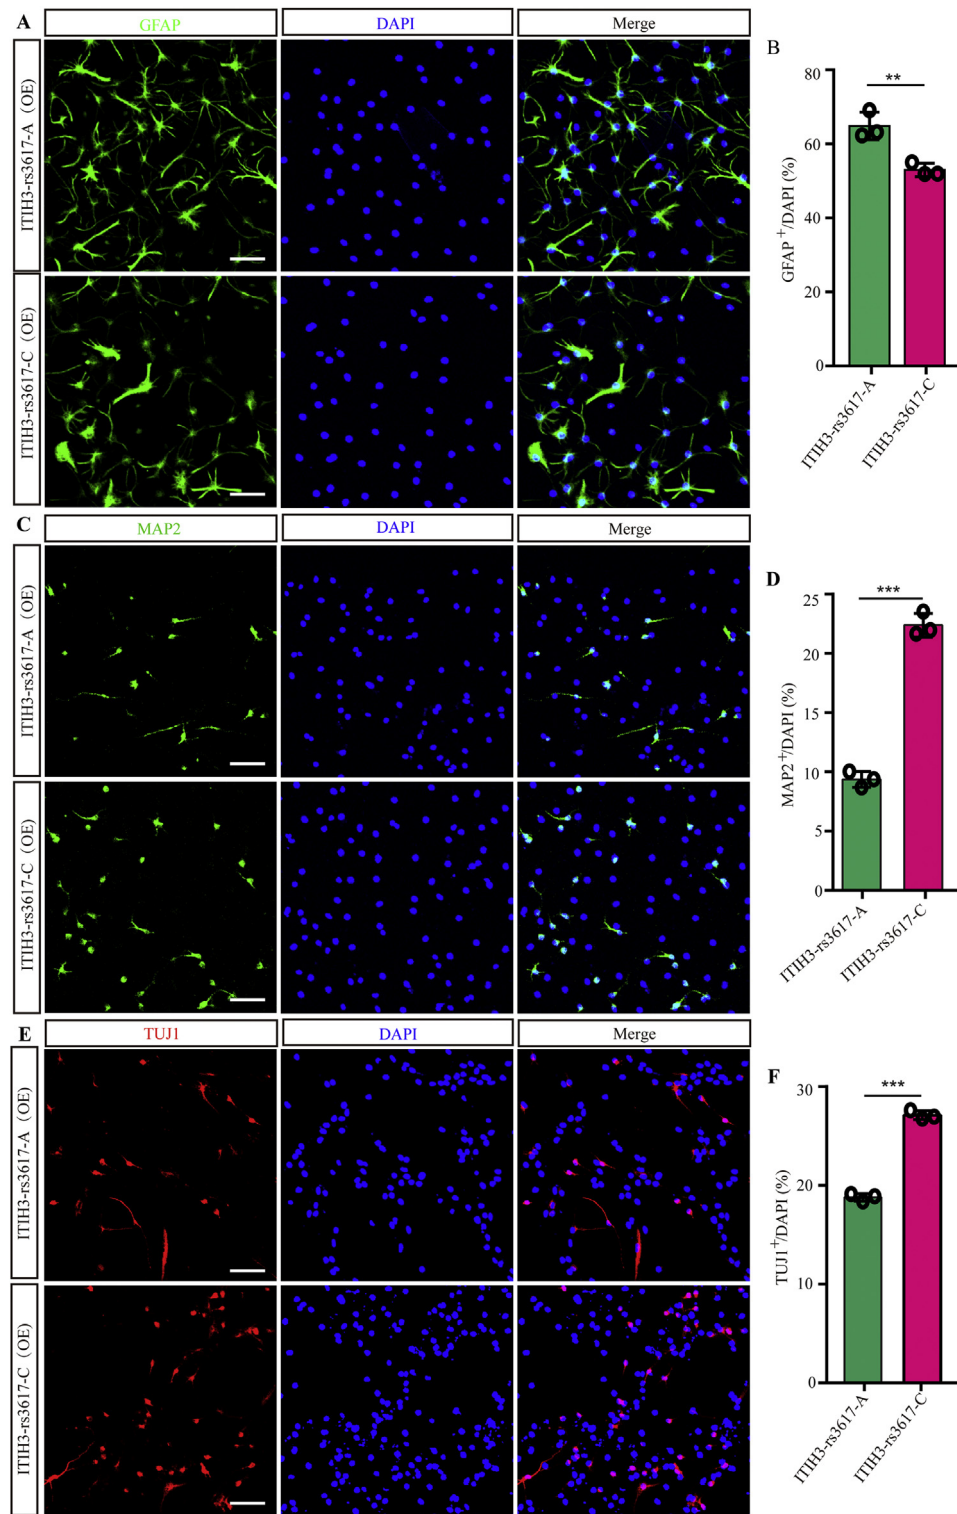 A
GFAP
DAPI
Merge
ITIH3-rs3617-A (OE)
ITIH3-rs3617-C (OE)
B
80
60
40
20
0
GFAP +/DAPI (%)
**
ITIH3-rs3617-A
ITIH3-rs3617-C
C
MAP2
DAPI
Merge
ITIH3-rs3617-A (OE)
ITIH3-rs3617-C (OE)
D
25
20
15
10
5
0
MAP2+/DAPI (%)
***
ITIH3-rs3617-A
ITIH3-rs3617-C
E
TUJ1
DAPI
Merge
ITIH3-rs3617-A (OE)
ITIH3-rs3617-C (OE)
F
30
20
10
0
TUJ1+/DAPI (%)
***
ITIH3-rs3617-A
ITIH3-rs3617-C